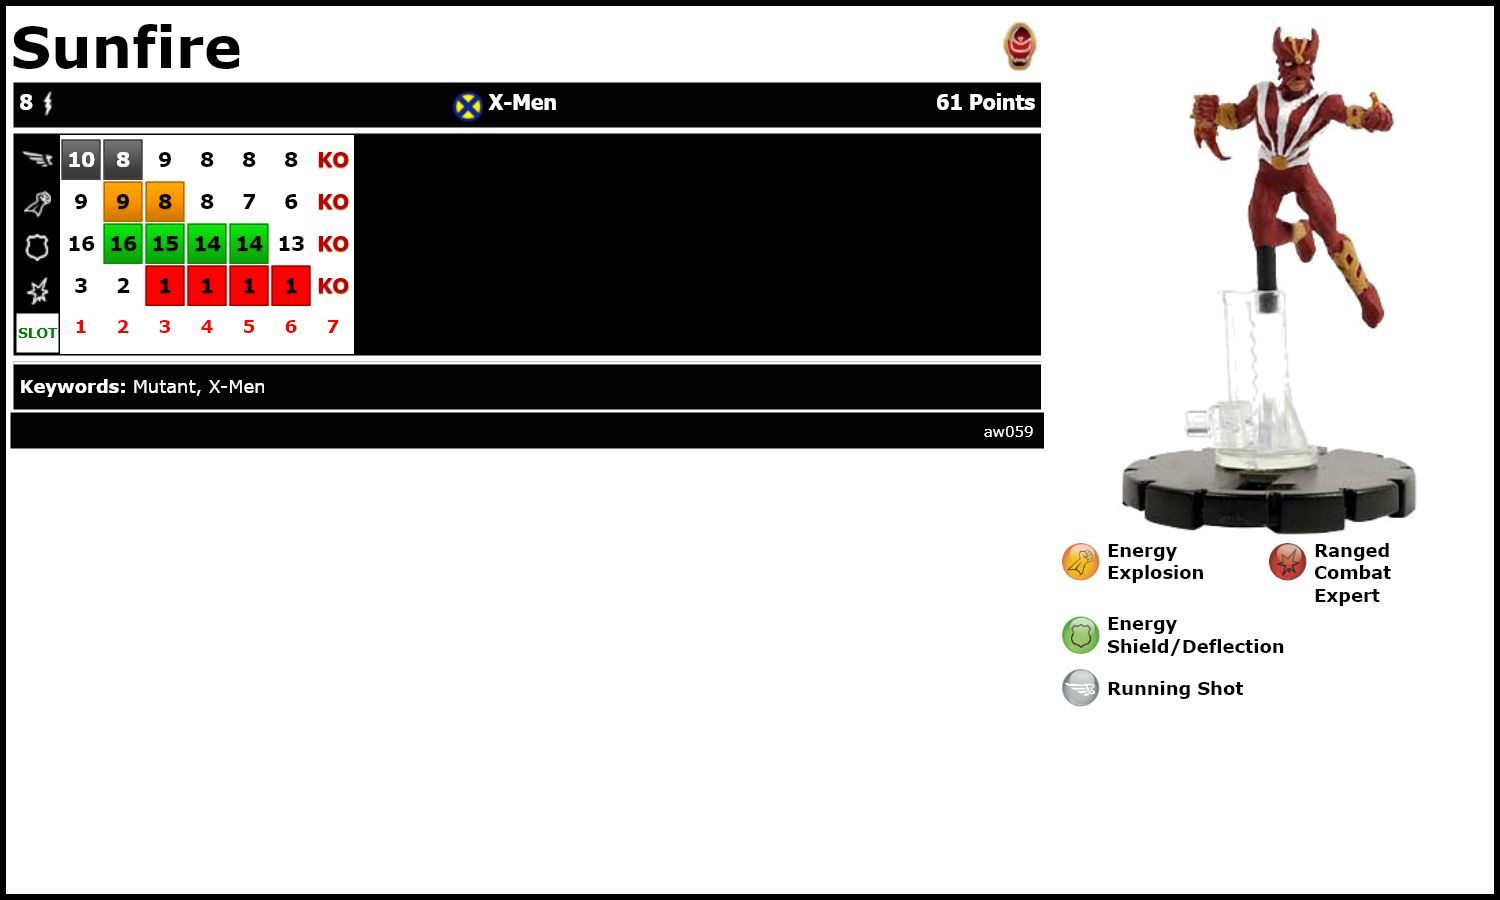 Sunfire
8 X-Men 61 Points
10 8 9 8 8 8 KO
9 9 8 8 7 6 KO
16 16 15 14 14 13 KO
3 2 1 1 1 1 KO
SLOT 1 2 3 4 5 6 7
Keywords: Mutant, X-Men
aw059
Energy
Explosion
Ranged
Combat
Expert
Energy
Shield/Deflection
Running Shot